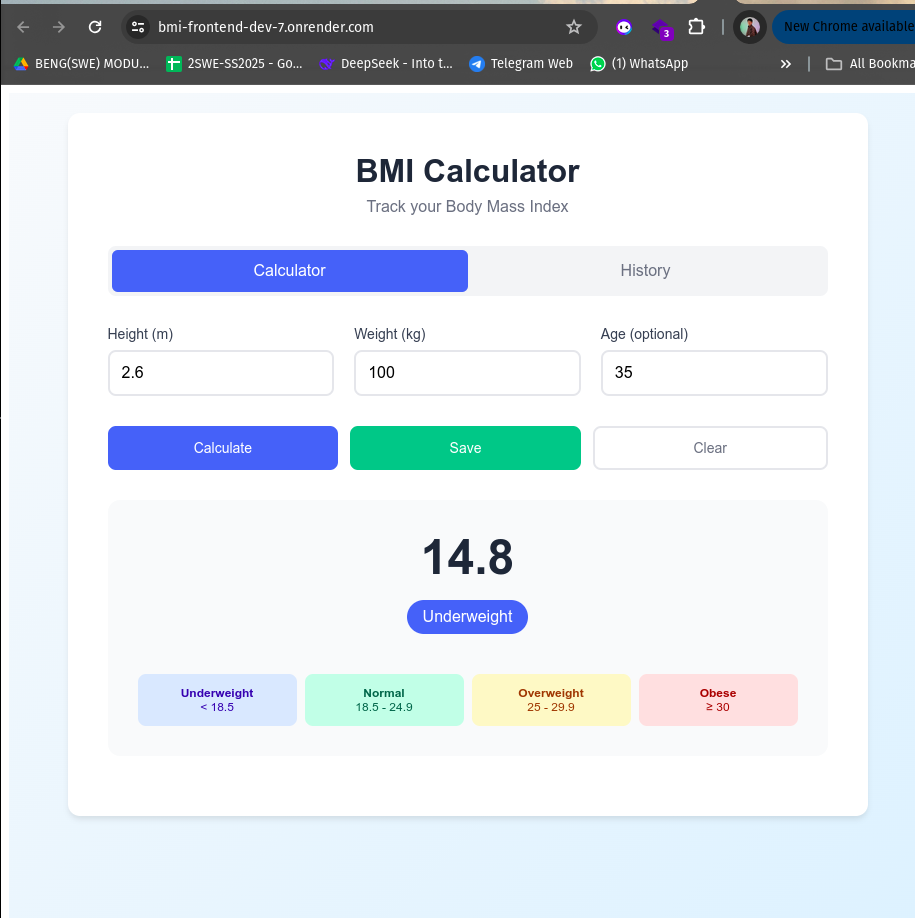 bmi-frontend-dev-7.onrender.com
3
New Chrome available
BENG(SWE) MODU...
2SWE-SS2025 - Go...
DeepSeek - Into t...
Telegram Web
(1) WhatsApp
»
All Bookma
BMI Calculator
Track your Body Mass Index
Calculator
History
Height (m)
Weight (kg)
Age (optional)
2.6
100
35
Calculate
Save
Clear
14.8
Underweight
Underweight
< 18.5
Normal
18.5 - 24.9
Overweight
25 - 29.9
Obese
≥ 30